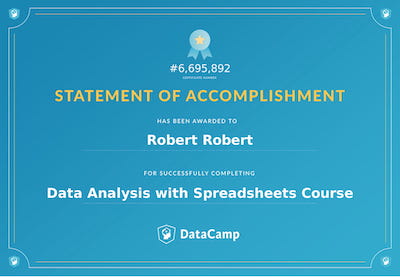 #6,695,892
CERTIFICATE NUMBER
STATEMENT OF ACCOMPLISHMENT
HAS BEEN AWARDED TO
Robert Robert
FOR SUCCESSFULLY COMPLETING
Data Analysis with Spreadsheets Course
DataCamp